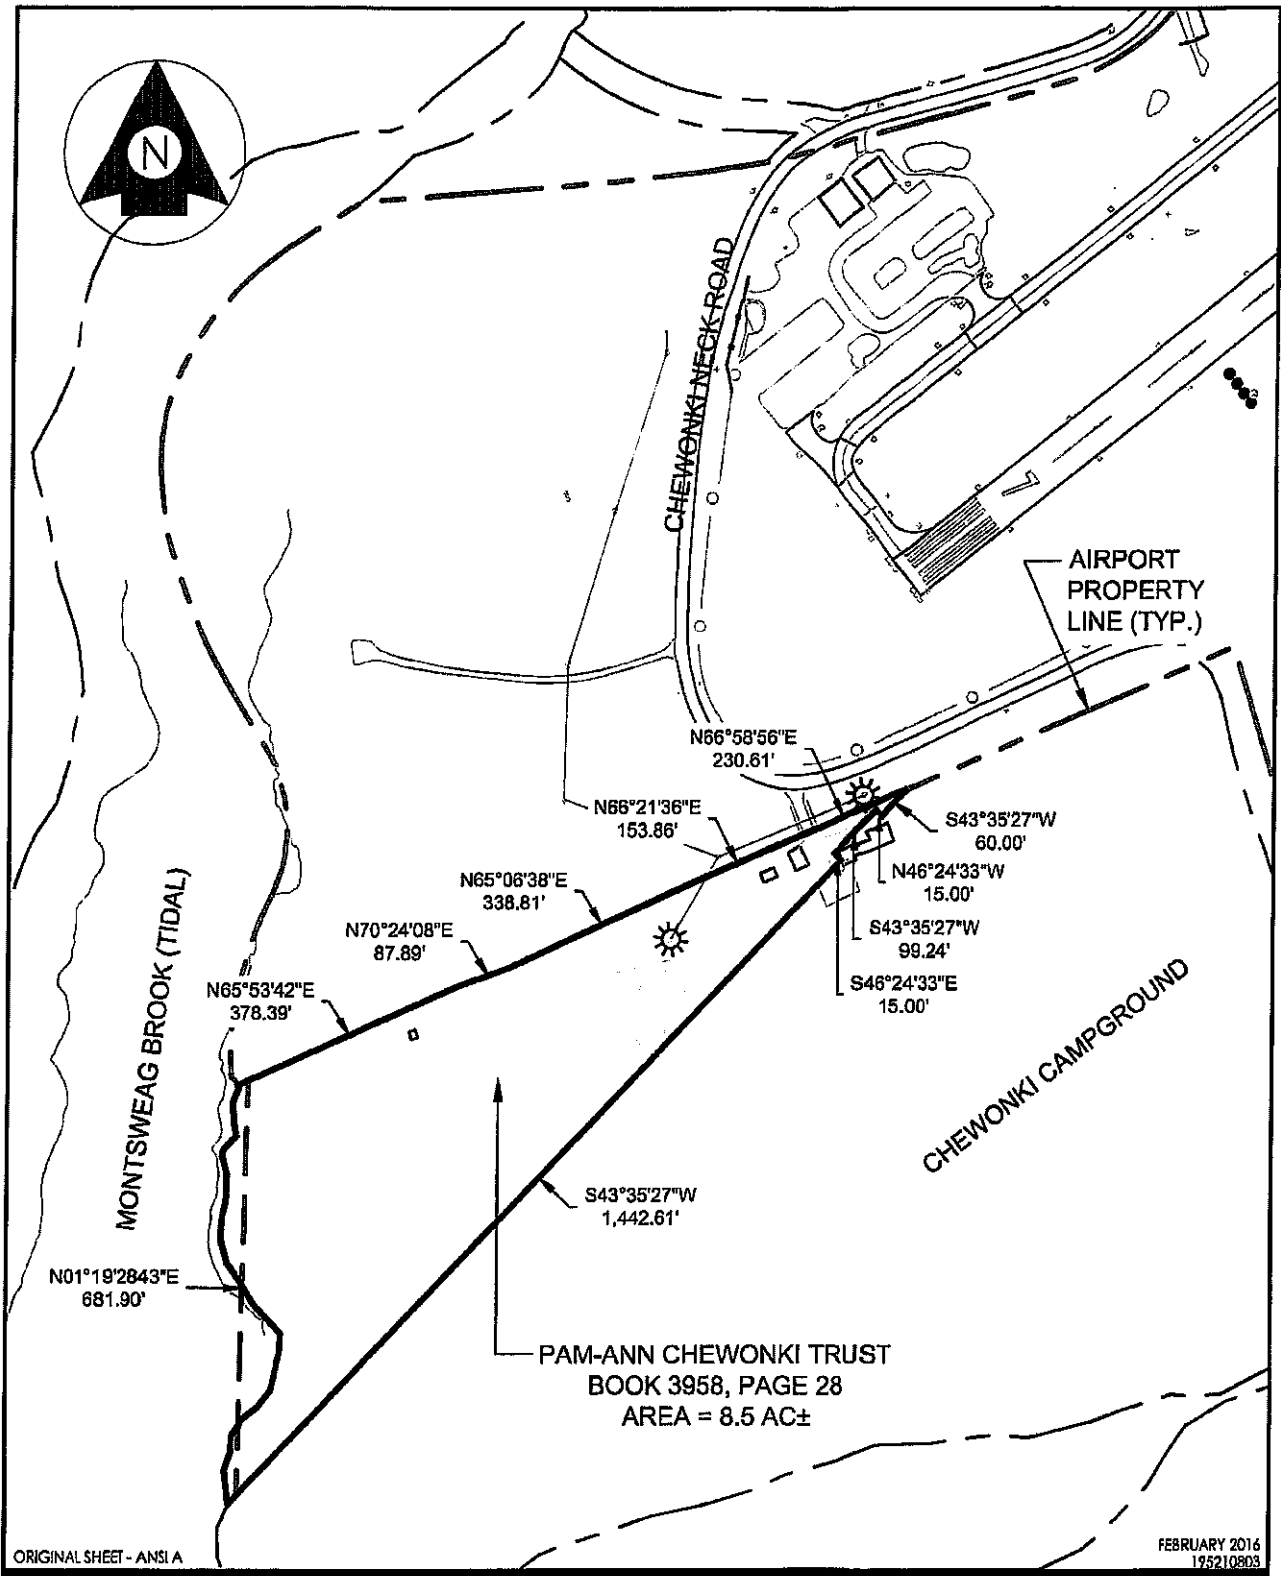 N
CHEWONKI NECK ROAD
7
AIRPORT
PROPERTY
LINE (TYP.)
N66°58'56"E
230.61'
N66°21'36"E
153.86'
S43°35'27"W
60.00'
N65°06'38"E
338.81'
N46°24'33"W
15.00'
N70°24'08"E
87.89'
S43°35'27"W
99.24'
N65°53'42"E
378.39'
S46°24'33"E
15.00'
MONTSWEAG BROOK (TIDAL)
CHEWONKI CAMPGROUND
S43°35'27"W
1,442.61'
N01°19'2843"E
681.90'
PAM-ANN CHEWONKI TRUST
BOOK 3958, PAGE 28
AREA = 8.5 AC±
ORIGINAL SHEET - ANSI A
FEBRUARY 2016
195210803